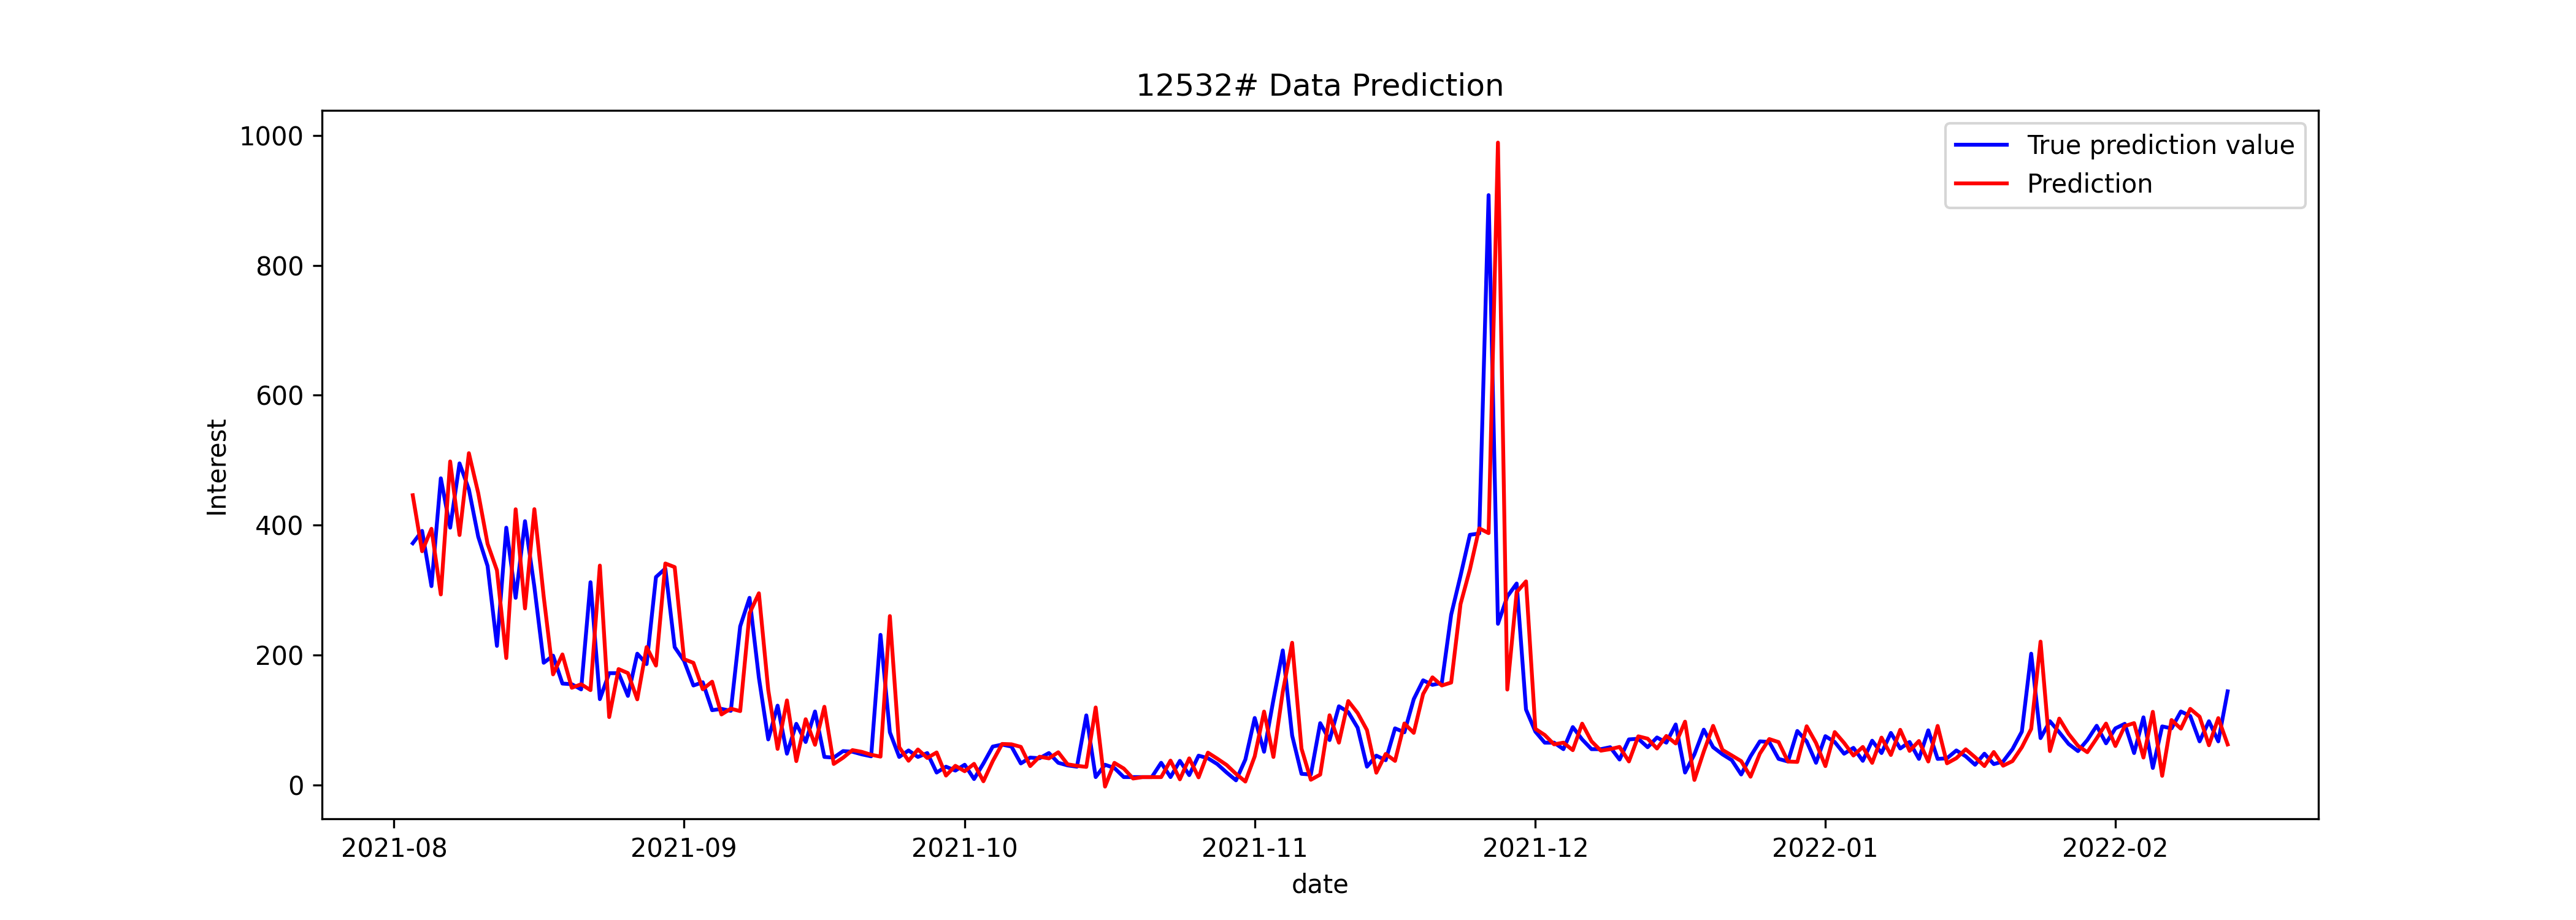 12532# Data Prediction
1000
800
600
400
200
0
Interest
True prediction value
Prediction
2021-08
2021-09
2021-10
2021-11
2021-12
2022-01
2022-02
date